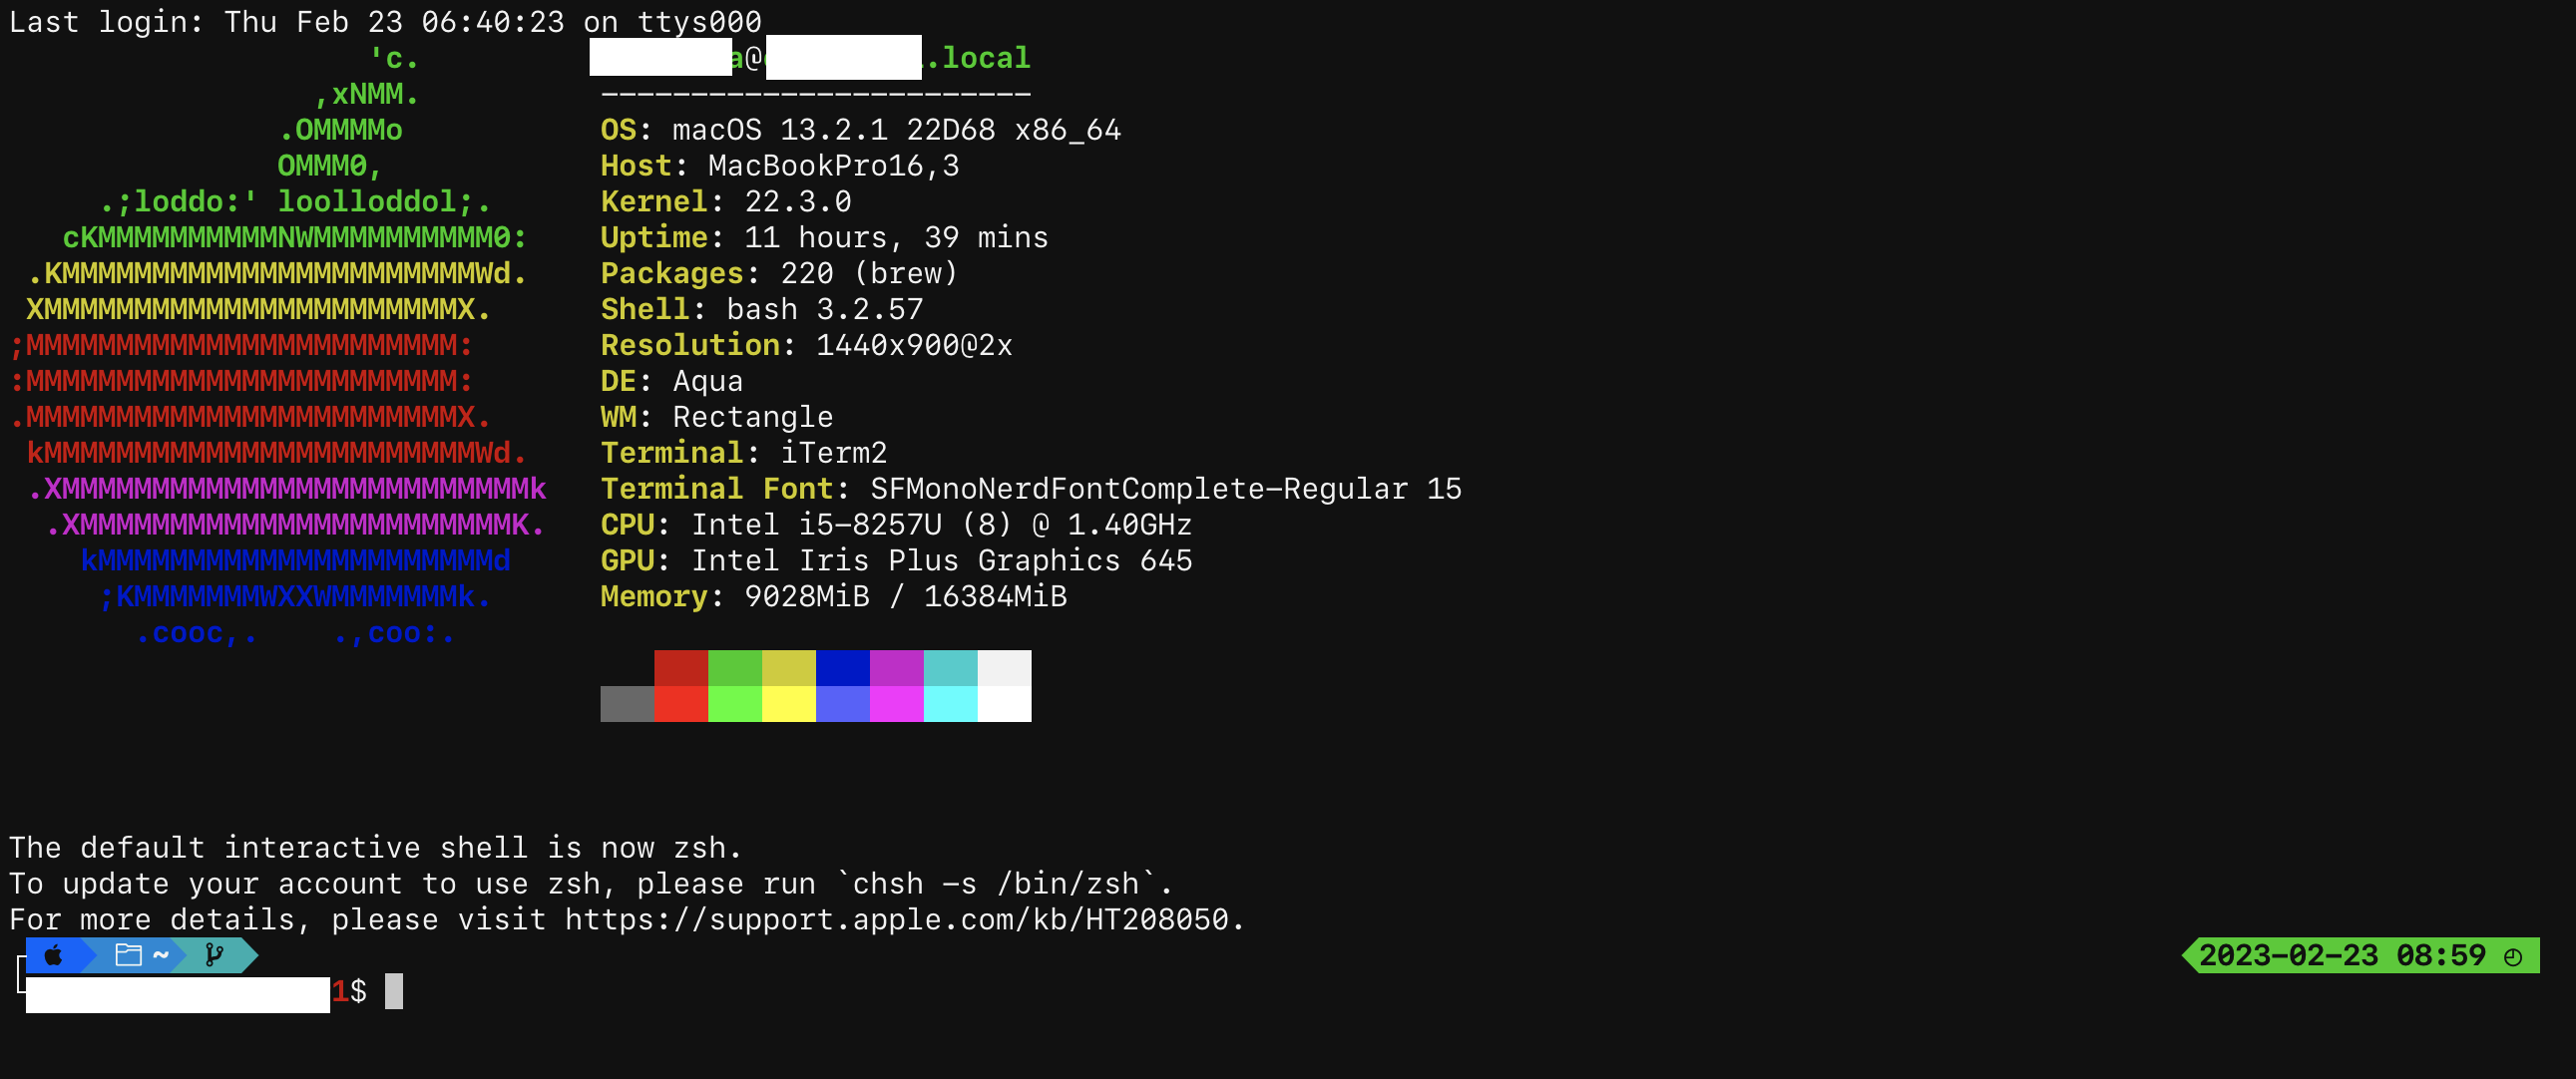 Last login: Thu Feb 23 06:40:23 on ttys000
                    'c.          a@       .local
                 ,xNMM.          ------------------------
               .OMMMMo           OS: macOS 13.2.1 22D68 x86_64
               OMMM0,            Host: MacBookPro16,3
     .;loddo:' loolloddol;.      Kernel: 22.3.0
   cKMMMMMMMMMMNWMMMMMMMMMM0:    Uptime: 11 hours, 39 mins
 .KMMMMMMMMMMMMMMMMMMMMMMMWd.    Packages: 220 (brew)
 XMMMMMMMMMMMMMMMMMMMMMMMX.      Shell: bash 3.2.57
;MMMMMMMMMMMMMMMMMMMMMMMM:       Resolution: 1440x900@2x
:MMMMMMMMMMMMMMMMMMMMMMMM:       DE: Aqua
.MMMMMMMMMMMMMMMMMMMMMMMMX.      WM: Rectangle
 kMMMMMMMMMMMMMMMMMMMMMMMMWd.    Terminal: iTerm2
 .XMMMMMMMMMMMMMMMMMMMMMMMMMMk   Terminal Font: SFMonoNerdFontComplete-Regular 15
  .XMMMMMMMMMMMMMMMMMMMMMMMMK.   CPU: Intel i5-8257U (8) @ 1.40GHz
    kMMMMMMMMMMMMMMMMMMMMMMd     GPU: Intel Iris Plus Graphics 645
     ;KMMMMMMMWXXWMMMMMMMk.      Memory: 9028MiB / 16384MiB
       .cooc,.    .,coo:.
The default interactive shell is now zsh.
To update your account to use zsh, please run `chsh -s /bin/zsh`.
For more details, please visit https://support.apple.com/kb/HT208050.
~ 2023-02-23 08:59
1$